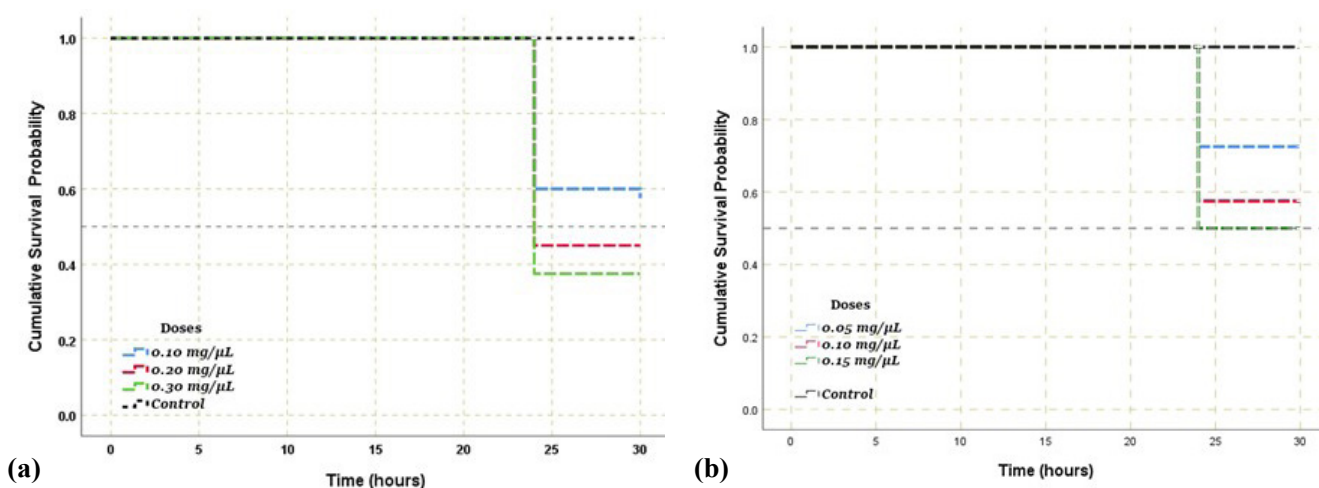 Cumulative Survival Probability
1.0
0.8
0.6
0.4
0.2
0.0
Doses
0.10 mg/µL
0.20 mg/µL
0.30 mg/µL
Control
0 5 10 15 20 25 30
Time (hours)
(a)
Cumulative Survival Probability
1.0
0.8
0.6
0.4
0.2
0.0
Doses
0.05 mg/µL
0.10 mg/µL
0.15 mg/µL
Control
0 5 10 15 20 25 30
Time (hours)
(b)